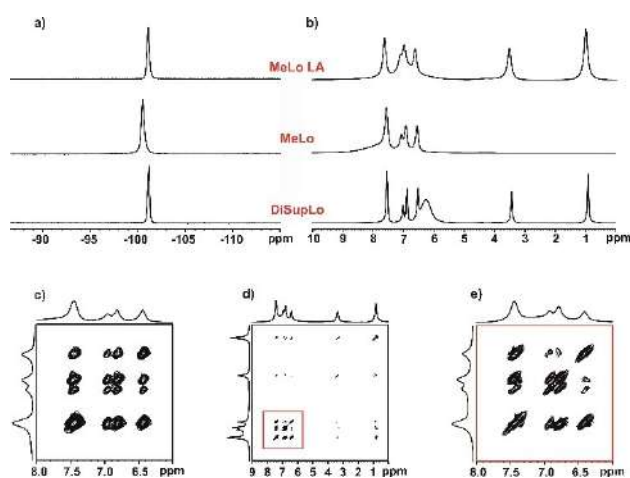 a) b)
MeLo LA
MeLo
DiSupLo
-90 -95 -100 -105 -110 ppm
10 9 8 7 6 5 4 3 2 1 ppm
c) d) e)
8.0 7.5 7.0 6.5 ppm
9 8 7 6 5 4 3 2 1 ppm
8.0 7.5 7.0 6.5 ppm